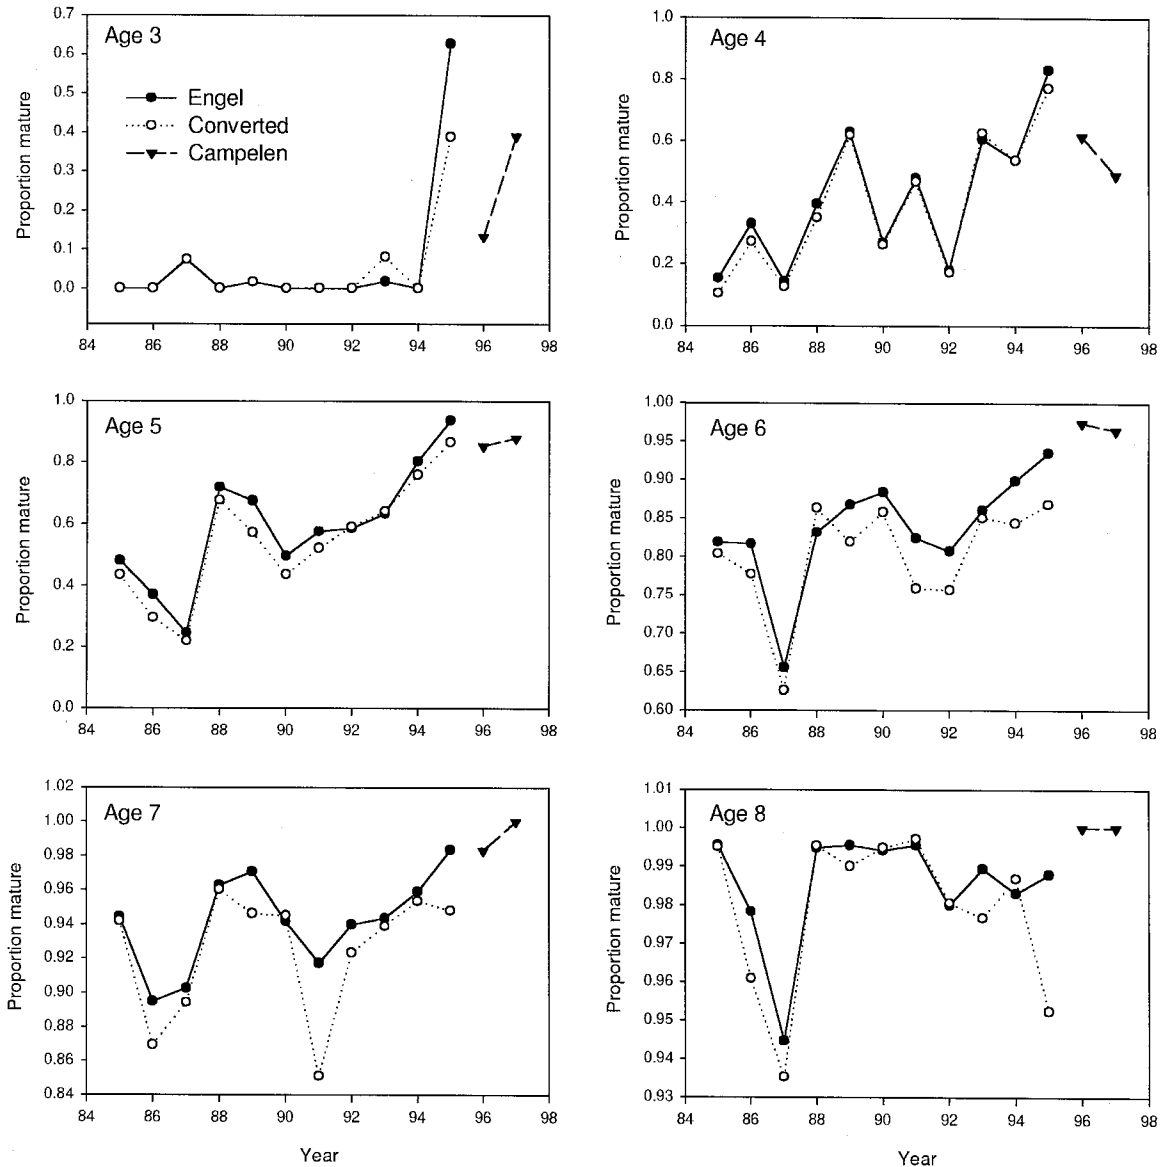 Age 3
Engel
Converted
Campelen
Proportion mature
0.7
0.6
0.5
0.4
0.3
0.2
0.1
0.0
84 86 88 90 92 94 96 98
Age 4
Proportion mature
1.0
0.8
0.6
0.4
0.2
0.0
84 86 88 90 92 94 96 98
Age 5
Proportion mature
1.0
0.8
0.6
0.4
0.2
0.0
84 86 88 90 92 94 96 98
Age 6
Proportion mature
1.00
0.95
0.90
0.85
0.80
0.75
0.70
0.65
0.60
84 86 88 90 92 94 96 98
Age 7
Proportion mature
1.02
1.00
0.98
0.96
0.94
0.92
0.90
0.88
0.86
0.84
84 86 88 90 92 94 96 98
Year
Age 8
Proportion mature
1.01
1.00
0.99
0.98
0.97
0.96
0.95
0.94
0.93
84 86 88 90 92 94 96 98
Year